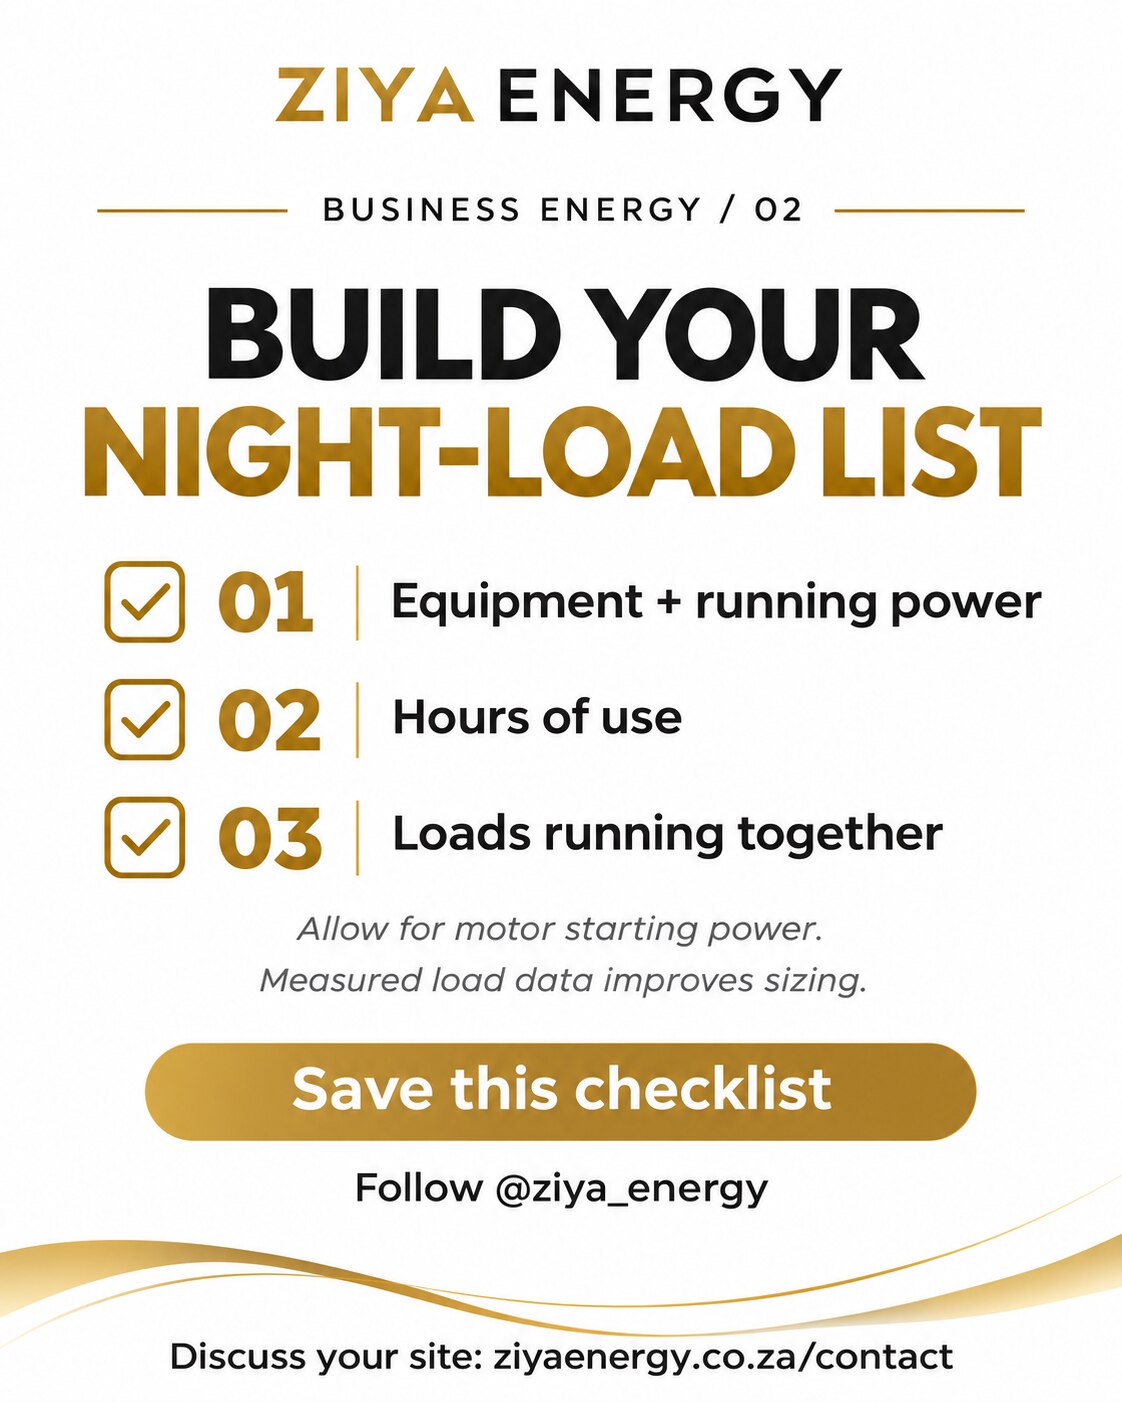 ZIYA ENERGY
BUSINESS ENERGY / 02
BUILD YOUR
NIGHT-LOAD LIST
01 Equipment + running power
02 Hours of use
03 Loads running together
Allow for motor starting power.
Measured load data improves sizing.
Save this checklist
Follow @ziya_energy
Discuss your site: ziyaenergy.co.za/contact